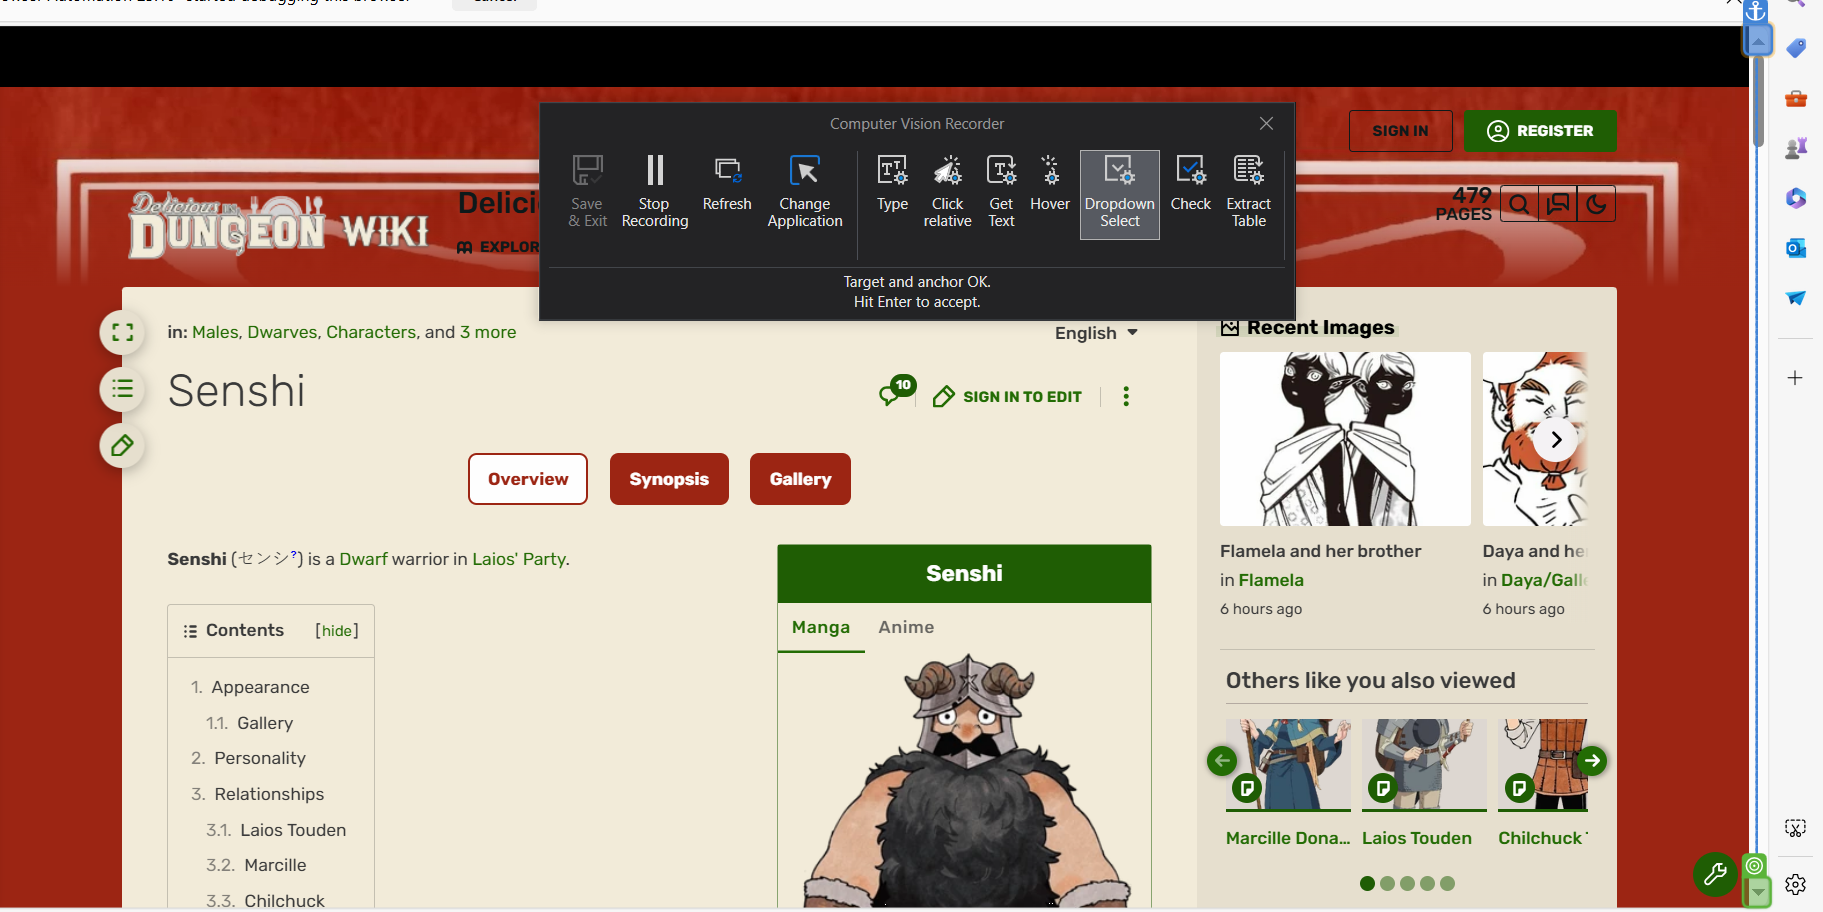 started debugging this browser
Computer Vision Recorder
Save
& Exit
Stop
Recording
Refresh
Change
Application
Type
Click
relative
Get
Text
Hover
Dropdown
Select
Check
Extract
Table
Target and anchor OK.
Hit Enter to accept.
SIGN IN
REGISTER
Delicious IN
DUNGEON WIKI
Delici
EXPLOR
479
PAGES
in: Males, Dwarves, Characters, and 3 more
English
Senshi
10
SIGN IN TO EDIT
Overview
Synopsis
Gallery
Senshi (センシ?) is a Dwarf warrior in Laios' Party.
Contents [hide]
1. Appearance
1.1. Gallery
2. Personality
3. Relationships
3.1. Laios Touden
3.2. Marcille
3.3. Chilchuck
Senshi
Manga
Anime
Recent Images
Flamela and her brother
in Flamela
6 hours ago
Daya and he
in Daya/Gall
6 hours ago
Others like you also viewed
Marcille Dona...
Laios Touden
Chilchuck